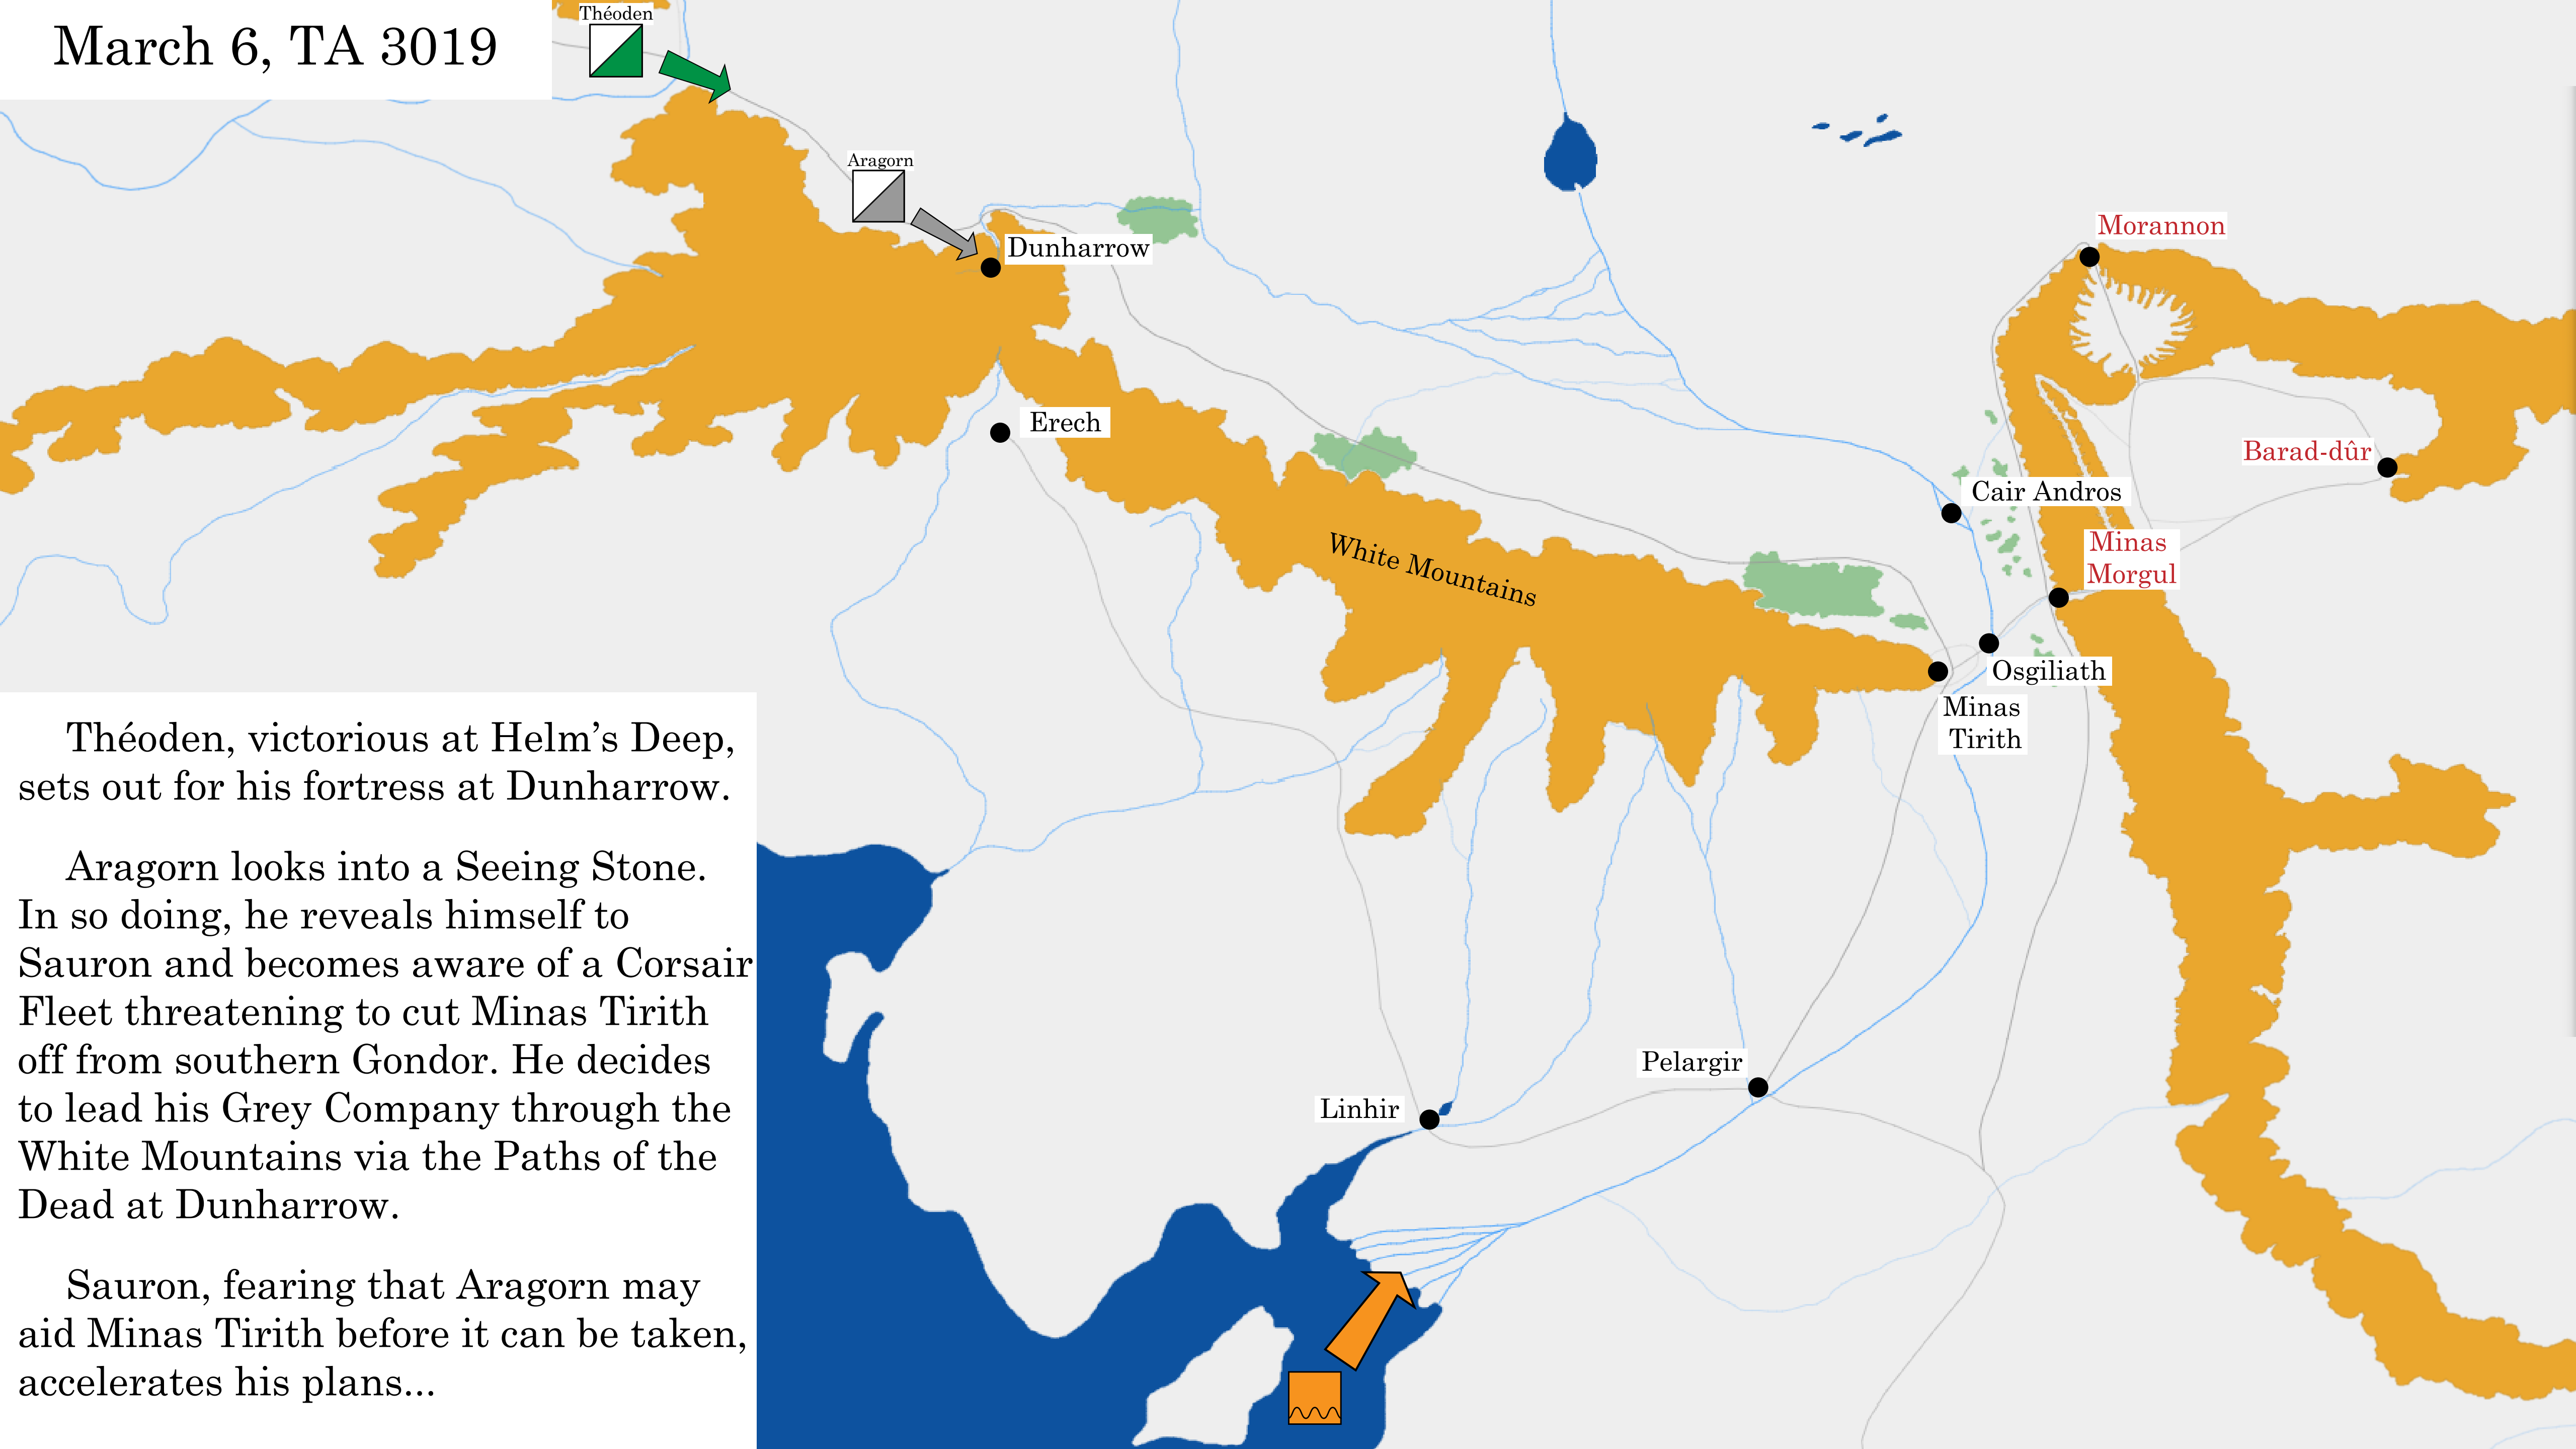 March 6, TA 3019
Théoden
Aragorn
Dunharrow
Morannon
Erech
Barad-dûr
Cair Andros
White Mountains
Minas
Morgul
Osgiliath
Minas
Tirith
Pelargir
Linhir
Théoden, victorious at Helm’s Deep,
sets out for his fortress at Dunharrow.
Aragorn looks into a Seeing Stone.
In so doing, he reveals himself to
Sauron and becomes aware of a Corsair
Fleet threatening to cut Minas Tirith
off from southern Gondor. He decides
to lead his Grey Company through the
White Mountains via the Paths of the
Dead at Dunharrow.
Sauron, fearing that Aragorn may
aid Minas Tirith before it can be taken,
accelerates his plans...